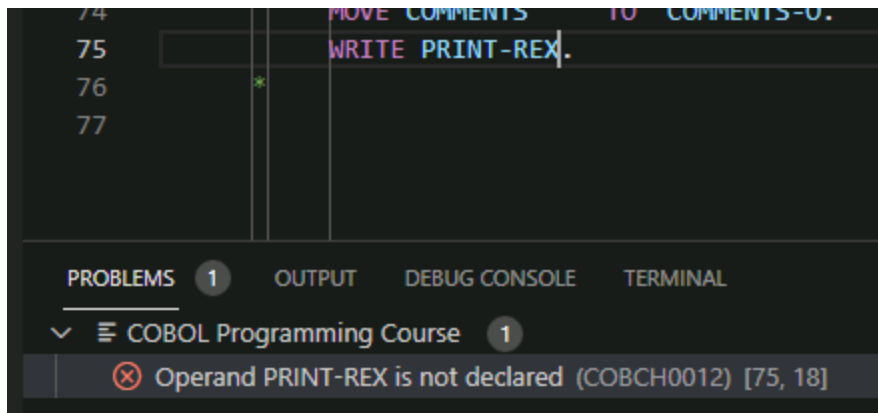 74 MOVE COMMENTS TO COMMENTS-O.
75 WRITE PRINT-REX.
76 *
77
PROBLEMS 1 OUTPUT DEBUG CONSOLE TERMINAL
COBOL Programming Course 1
Operand PRINT-REX is not declared (COBCH0012) [75, 18]